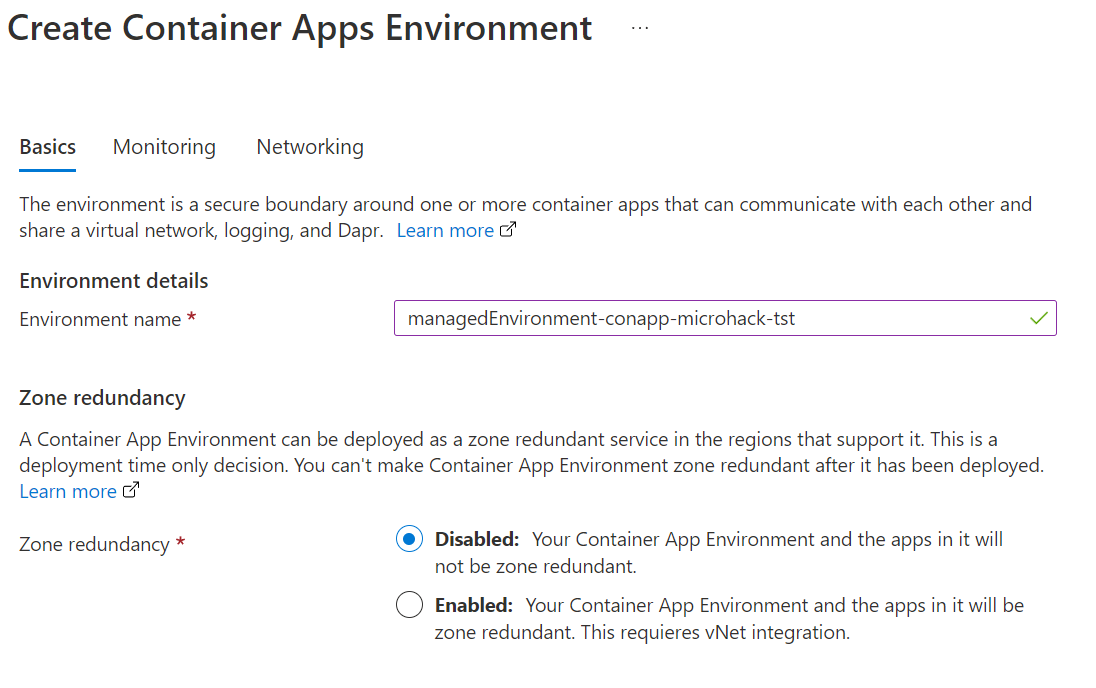 Create Container Apps Environment ...
Basics Monitoring Networking
The environment is a secure boundary around one or more container apps that can communicate with each other and
share a virtual network, logging, and Dapr. Learn more
Environment details
Environment name * managedEnvironment-conapp-microhack-tst
Zone redundancy
A Container App Environment can be deployed as a zone redundant service in the regions that support it. This is a
deployment time only decision. You can't make Container App Environment zone redundant after it has been deployed.
Learn more
Zone redundancy * Disabled: Your Container App Environment and the apps in it will
not be zone redundant.
Enabled: Your Container App Environment and the apps in it will be
zone redundant. This requieres vNet integration.